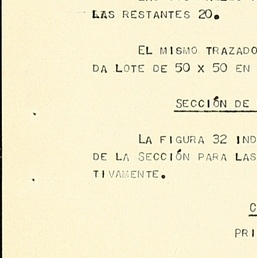 LAS RESTANTES 20.
EL MISMO TRAZADO
DA LOTE DE 50 X 50 EN
SECCIÓN DE
LA FIGURA 32 IND
DE LA SECCIÓN PARA LAS
TIVAMENTE.
C
PRI